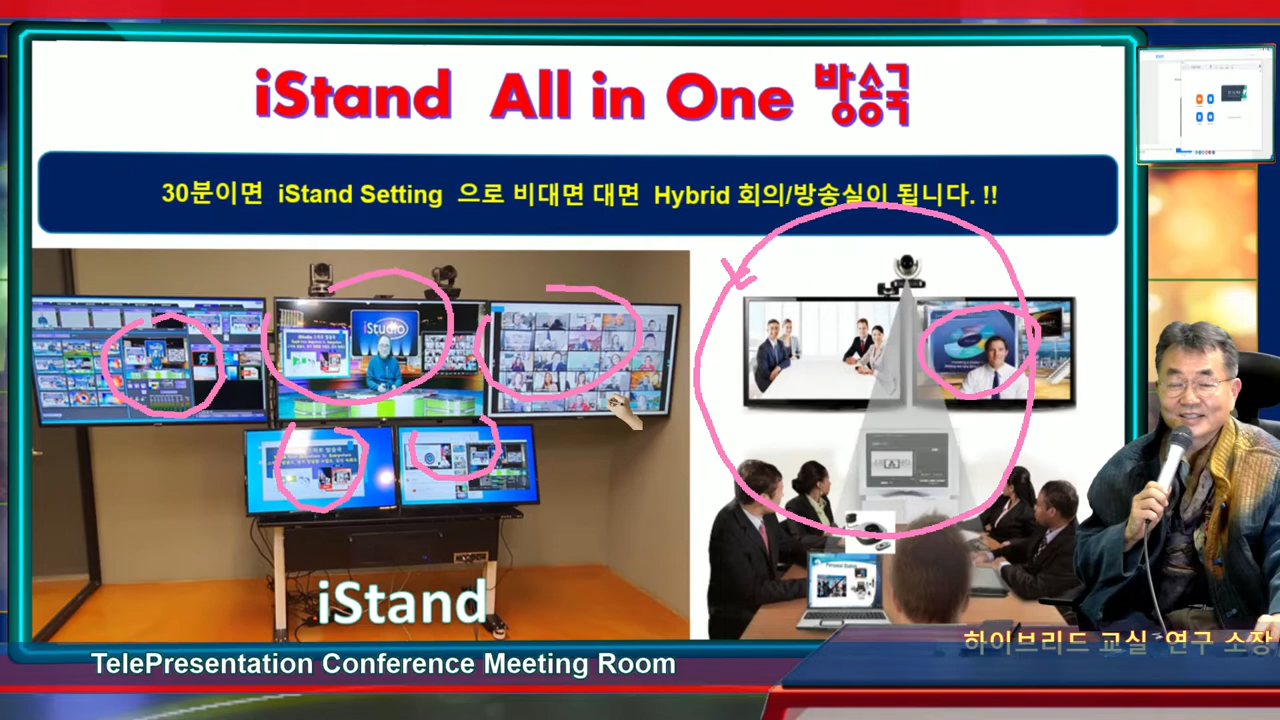 iStand All in One 방송국
30분이면 iStand Setting 으로 비대면 대면 Hybrid 회의/방송실이 됩니다. !!
iStudio
Personal Status
iStand
하이브리드 교실 연구 소장
TelePresentation Conference Meeting Room